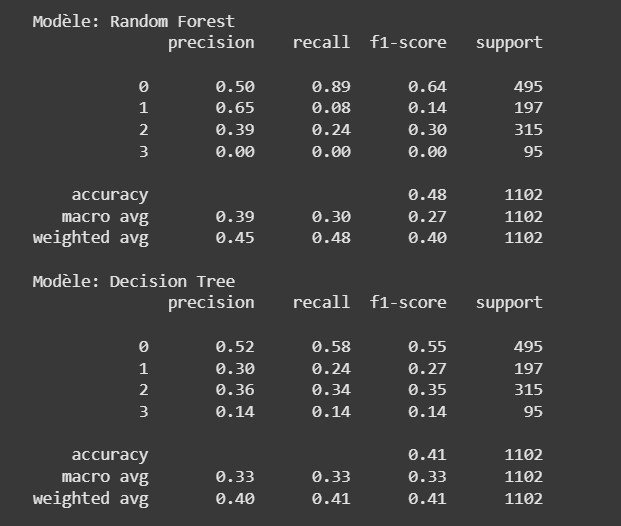 Modèle: Random Forest
precision recall f1-score support
0 0.50 0.89 0.64 495
1 0.65 0.08 0.14 197
2 0.39 0.24 0.30 315
3 0.00 0.00 0.00 95
accuracy 0.48 1102
macro avg 0.39 0.30 0.27 1102
weighted avg 0.45 0.48 0.40 1102
Modèle: Decision Tree
precision recall f1-score support
0 0.52 0.58 0.55 495
1 0.30 0.24 0.27 197
2 0.36 0.34 0.35 315
3 0.14 0.14 0.14 95
accuracy 0.41 1102
macro avg 0.33 0.33 0.33 1102
weighted avg 0.40 0.41 0.41 1102